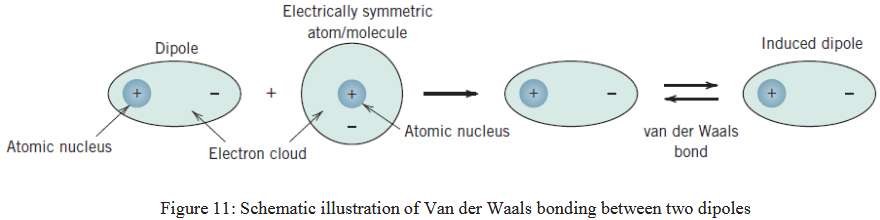 Electrically symmetric
atom/molecule
Dipole
Induced dipole
+
-
+
+
-
+
-
+
-
Atomic nucleus
Electron cloud
Atomic nucleus
van der Waals
bond
Figure 11: Schematic illustration of Van der Waals bonding between two dipoles